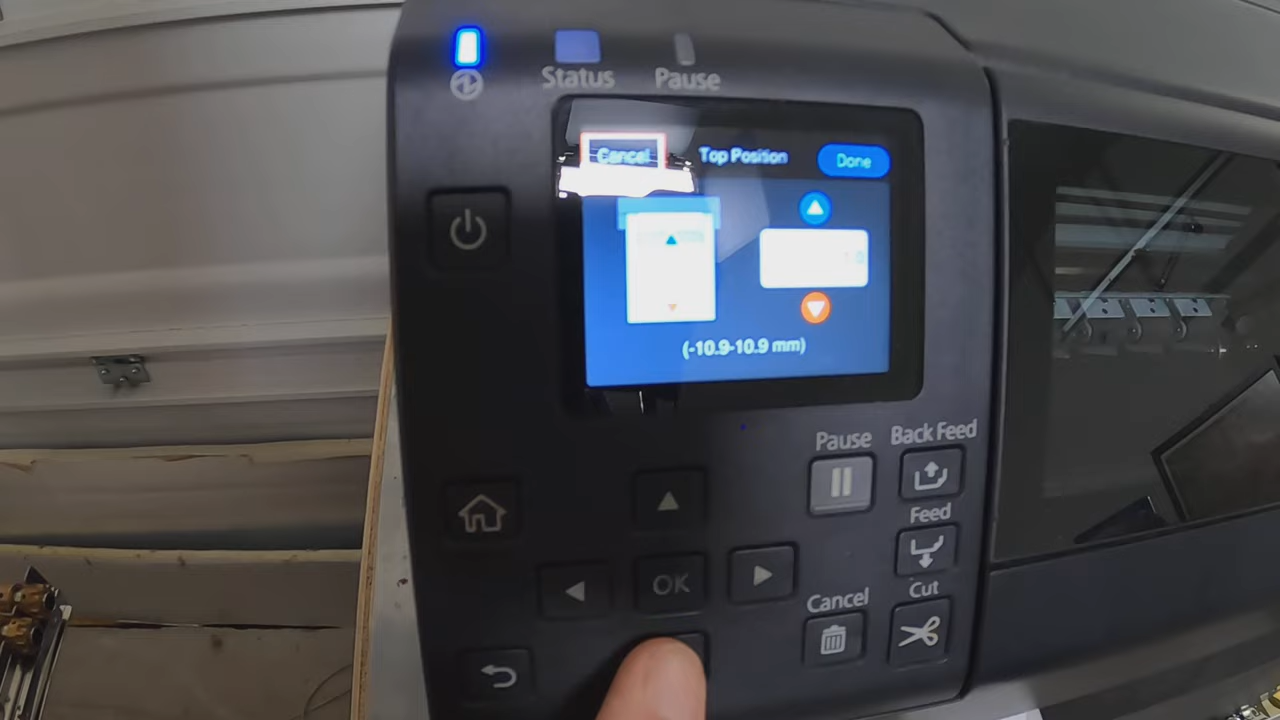 Status Pause
Cancel Top Position Done
(-10.9-10.9 mm)
Pause Back Feed
Feed
OK
Cancel Cut